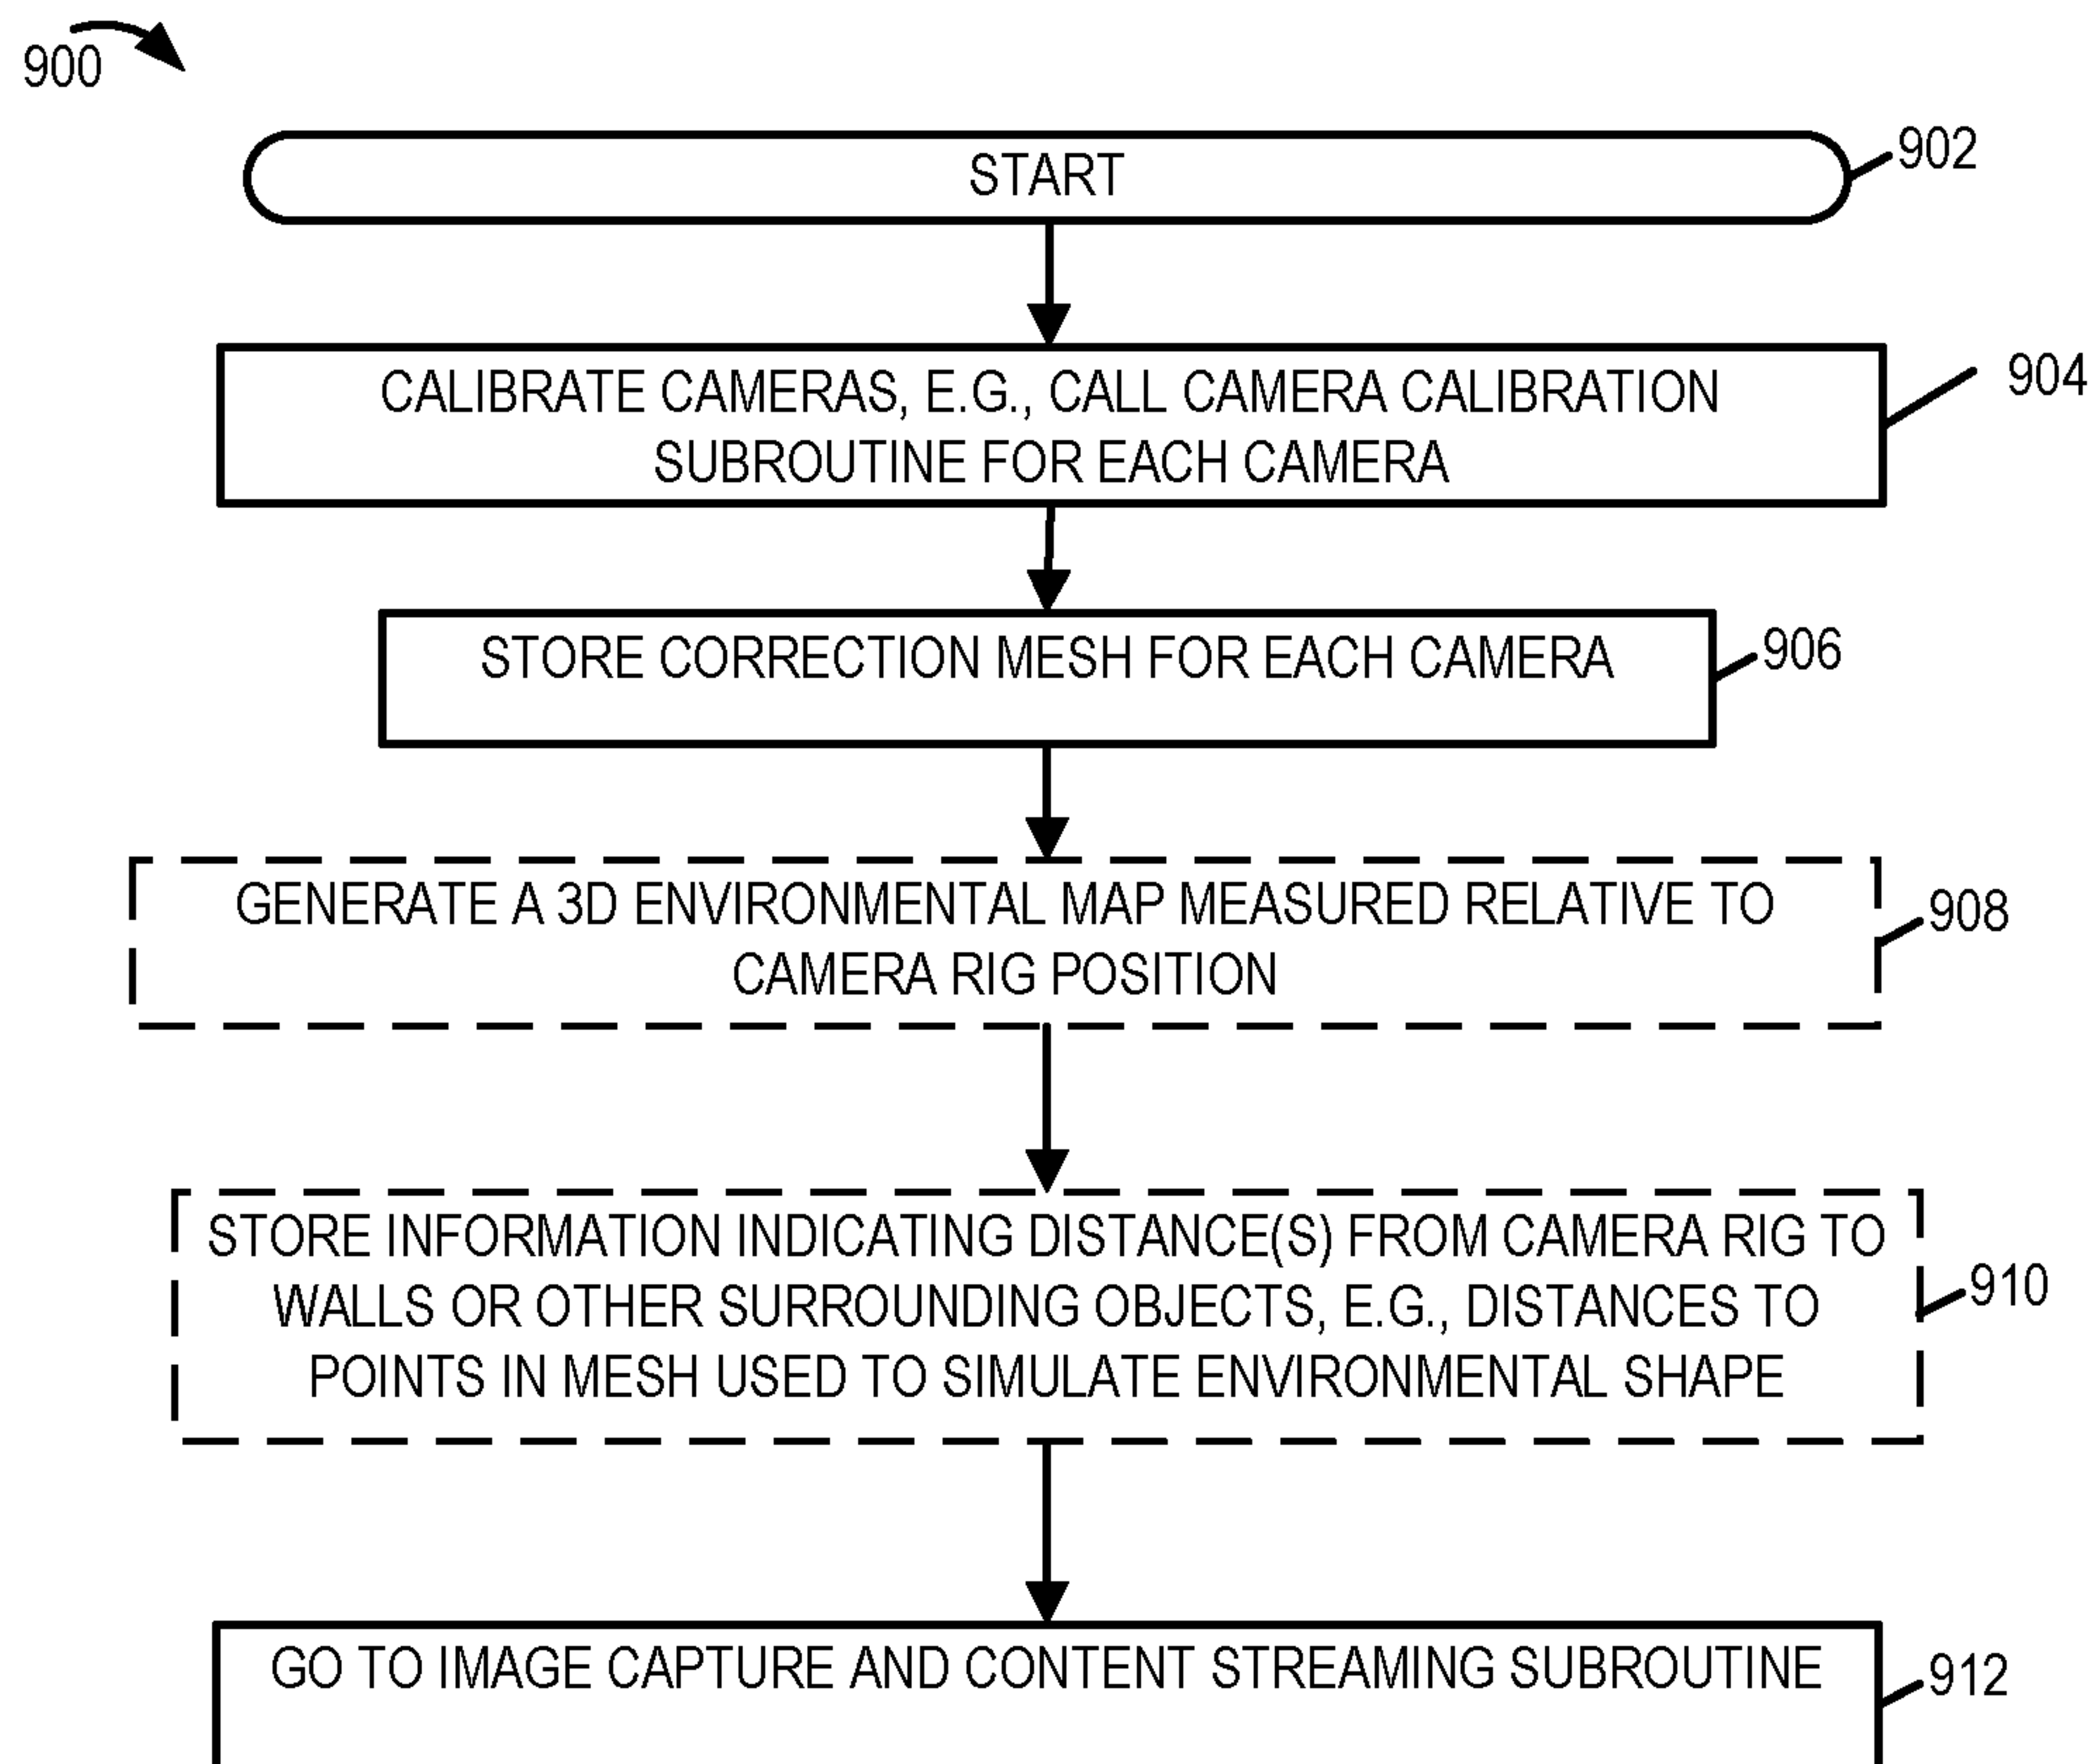 900
START
902
CALIBRATE CAMERAS, E.G., CALL CAMERA CALIBRATION
SUBROUTINE FOR EACH CAMERA
904
STORE CORRECTION MESH FOR EACH CAMERA
906
GENERATE A 3D ENVIRONMENTAL MAP MEASURED RELATIVE TO
CAMERA RIG POSITION
908
STORE INFORMATION INDICATING DISTANCE(S) FROM CAMERA RIG TO
WALLS OR OTHER SURROUNDING OBJECTS, E.G., DISTANCES TO
POINTS IN MESH USED TO SIMULATE ENVIRONMENTAL SHAPE
910
GO TO IMAGE CAPTURE AND CONTENT STREAMING SUBROUTINE
912